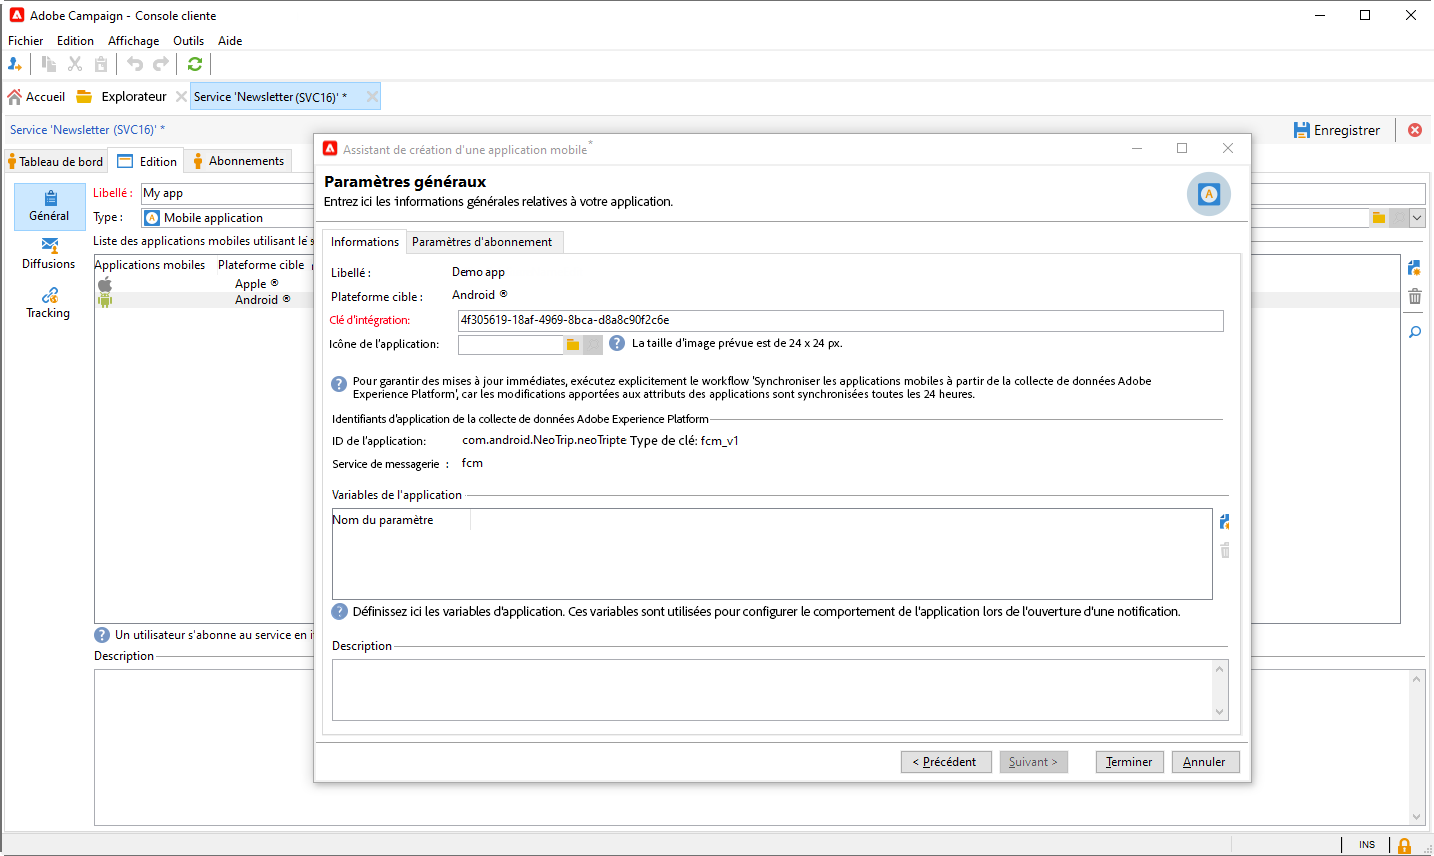 Adobe Campaign - Console cliente
Fichier Edition Affichage Outils Aide
Accueil Explorateur Service 'Newsletter (SVC16)' *
Service 'Newsletter (SVC16)' * Enregistrer
Tableau de bord Edition Abonnements
Général
Diffusions
Tracking
Libellé : My app
Type : Mobile application
Liste des applications mobiles utilisant le s
Applications mobiles Plateforme cible
Apple ®
Android ®
Un utilisateur s'abonne au service en i
Description
Assistant de création d'une application mobile*
Paramètres généraux
Entrez ici les informations générales relatives à votre application.
Informations Paramètres d'abonnement
Libellé : Demo app
Plateforme cible : Android ®
Clé d'intégration: 4f305619-18af-4969-8bca-d8a8c90f2c6e
Icône de l'application: La taille d'image prévue est de 24 x 24 px.
Pour garantir des mises à jour immédiates, exécutez explicitement le workflow 'Synchroniser les applications mobiles à partir de la collecte de données Adobe
Experience Platform', car les modifications apportées aux attributs des applications sont synchronisées toutes les 24 heures.
Identifiants d'application de la collecte de données Adobe Experience Platform
ID de l'application: com.android.NeoTrip.neoTripte Type de clé: fcm_v1
Service de messagerie : fcm
Variables de l'application
Nom du paramètre
Définissez ici les variables d'application. Ces variables sont utilisées pour configurer le comportement de l'application lors de l'ouverture d'une notification.
Description
< Précédent Suivant > Terminer Annuler
INS